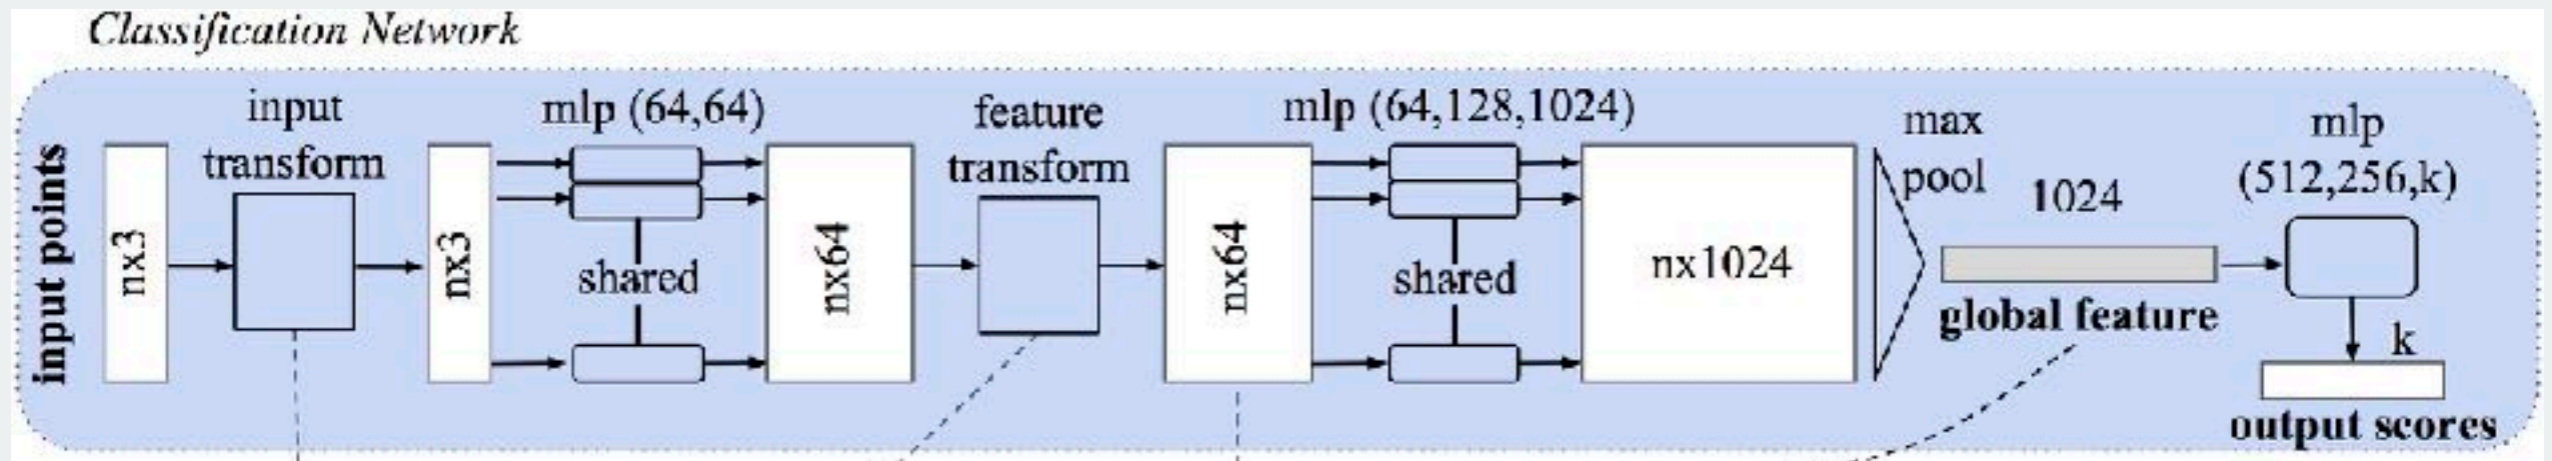 Classification Network
input points
nx3
input
transform
nx3
mlp (64,64)
shared
nx64
feature
transform
nx64
mlp (64,128,1024)
shared
nx1024
max
pool
1024
global feature
mlp
(512,256,k)
k
output scores